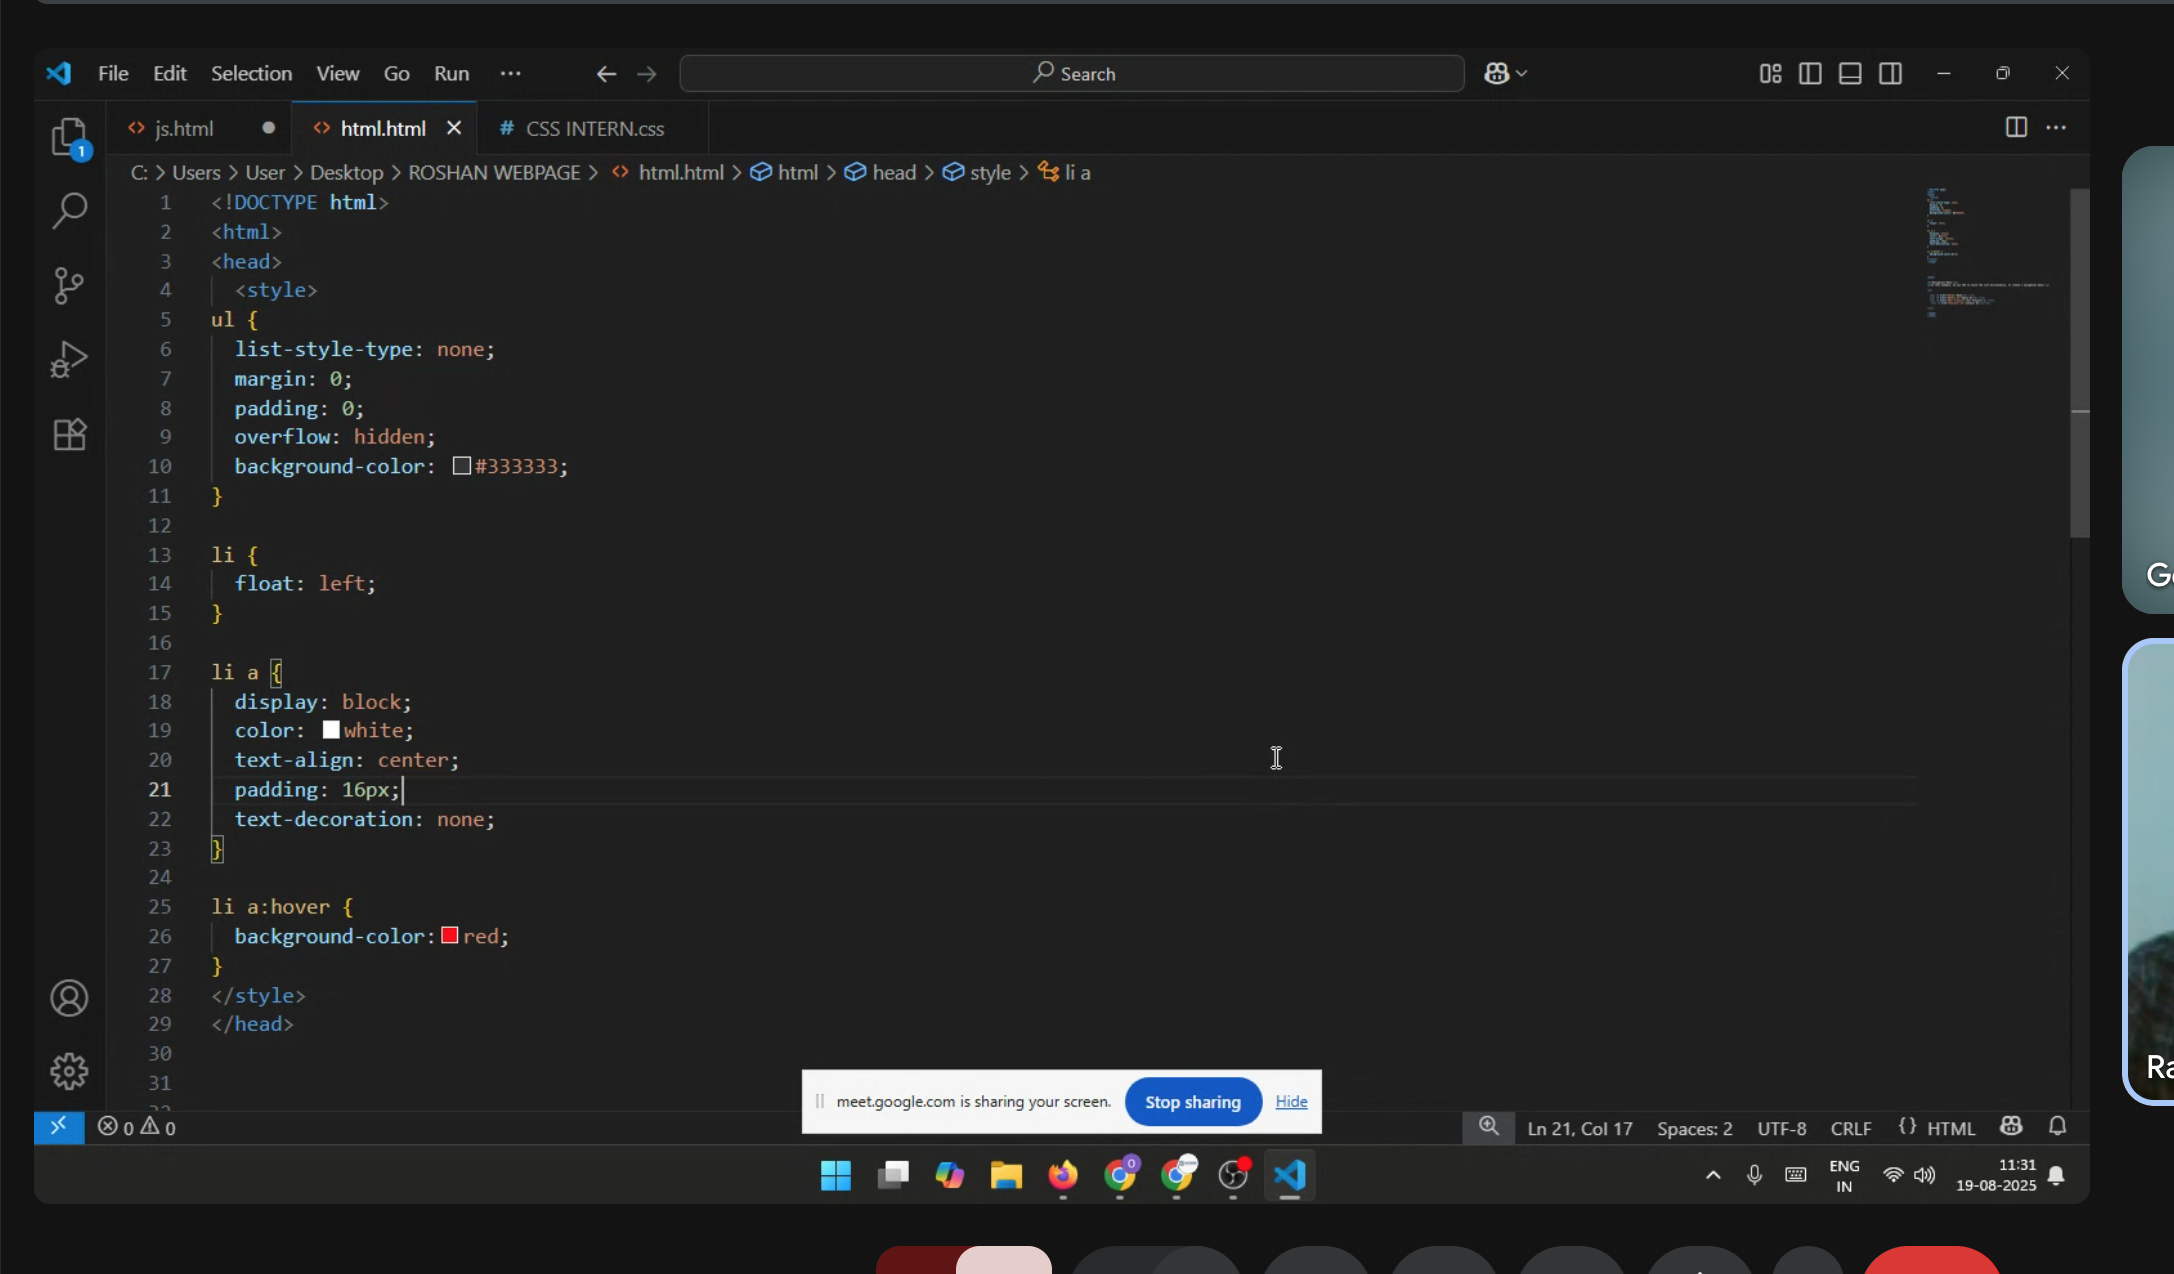 File Edit Selection View Go Run ··· Search
js.html html.html CSS INTERN.css
C: > Users > User > Desktop > ROSHAN WEBPAGE > html.html > html > head > style > li a
1 <!DOCTYPE html>
2 <html>
3 <head>
4 <style>
5 ul {
6 list-style-type: none;
7 margin: 0;
8 padding: 0;
9 overflow: hidden;
10 background-color: #333333;
11 }
12
13 li {
14 float: left;
15 }
16
17 li a {
18 display: block;
19 color: white;
20 text-align: center;
21 padding: 16px;
22 text-decoration: none;
23 }
24
25 li a:hover {
26 background-color: red;
27 }
28 </style>
29 </head>
30
31
meet.google.com is sharing your screen. Stop sharing Hide
0 0 Ln 21, Col 17 Spaces: 2 UTF-8 CRLF {} HTML
ENG
IN
11:31
19-08-2025